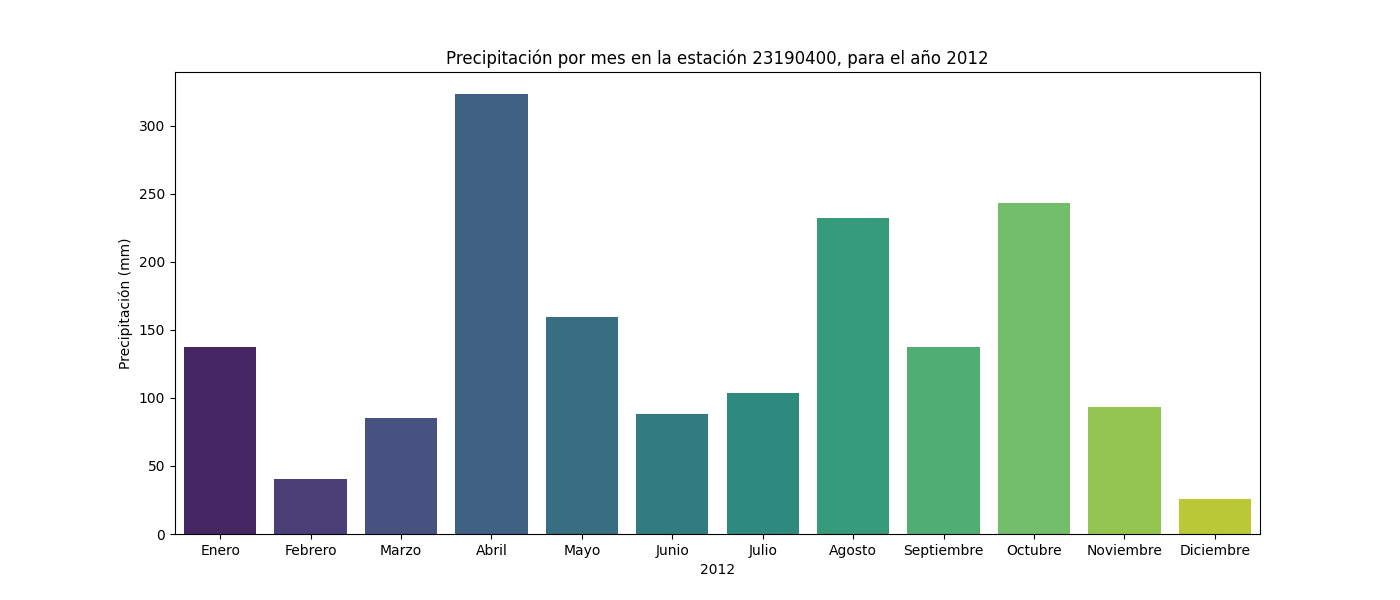 Precipitación por mes en la estación 23190400, para el año 2012
Precipitación (mm)
300
250
200
150
100
50
0
Enero Febrero Marzo Abril Mayo Junio Julio Agosto Septiembre Octubre Noviembre Diciembre
2012